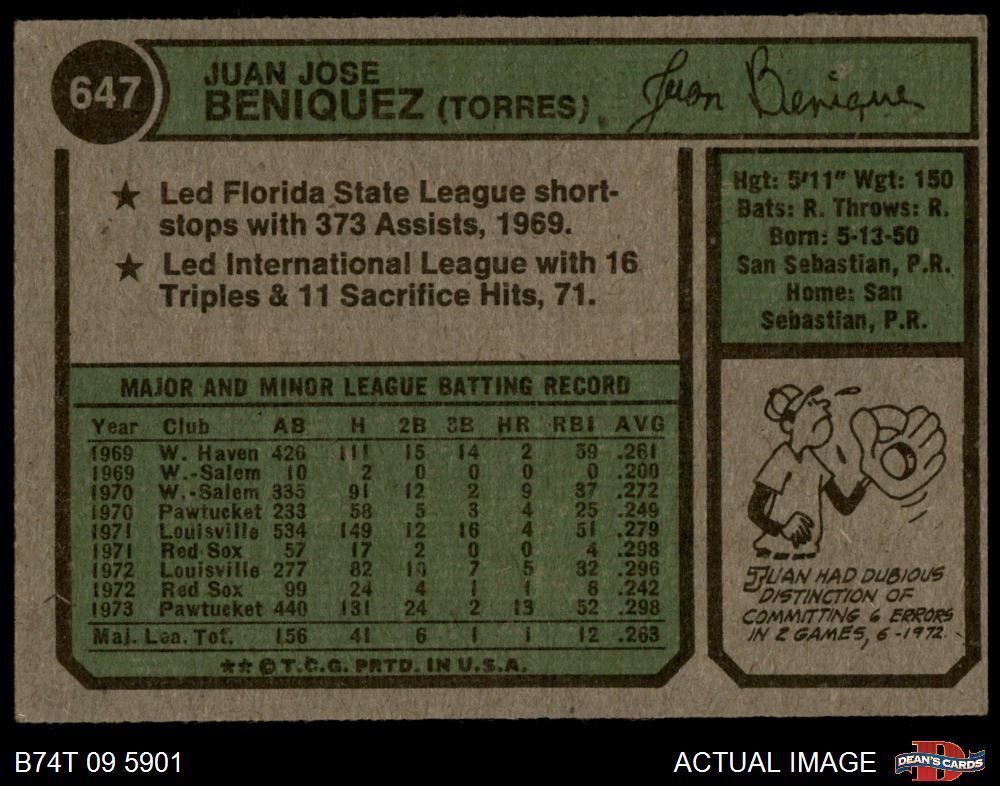 647
JUAN JOSE
BENIQUEZ (TORRES)
Juan Beniquez
★ Led Florida State League short-
stops with 373 Assists, 1969.
★ Led International League with 16
Triples & 11 Sacrifice Hits, 71.
Hgt: 5'11" Wgt: 150
Bats: R. Throws: R.
Born: 5-13-50
San Sebastian, P.R.
Home: San
Sebastian, P.R.
MAJOR AND MINOR LEAGUE BATTING RECORD
Year Club AB H 2B 3B HR RBI AVG
1969 W. Haven 426 111 15 14 2 59 .261
1969 W.-Salem 10 2 0 0 0 0 .200
1970 W.-Salem 335 91 12 2 9 37 .272
1970 Pawtucket 233 58 5 3 4 25 .249
1971 Louisville 534 149 12 16 4 51 .279
1971 Red Sox 57 17 2 0 0 4 .298
1972 Louisville 277 82 10 7 5 32 .296
1972 Red Sox 99 24 4 1 1 8 .242
1973 Pawtucket 440 131 24 2 13 52 .298
Maj. Lea. Tot. 156 41 6 1 1 12 .263
** © T.C.G. PRTD. IN U.S.A.
JUAN HAD DUBIOUS
DISTINCTION OF
COMMITTING 6 ERRORS
IN 2 GAMES, 6-1972.
B74T 09 5901
ACTUAL IMAGE
D
DEAN'S CARDS